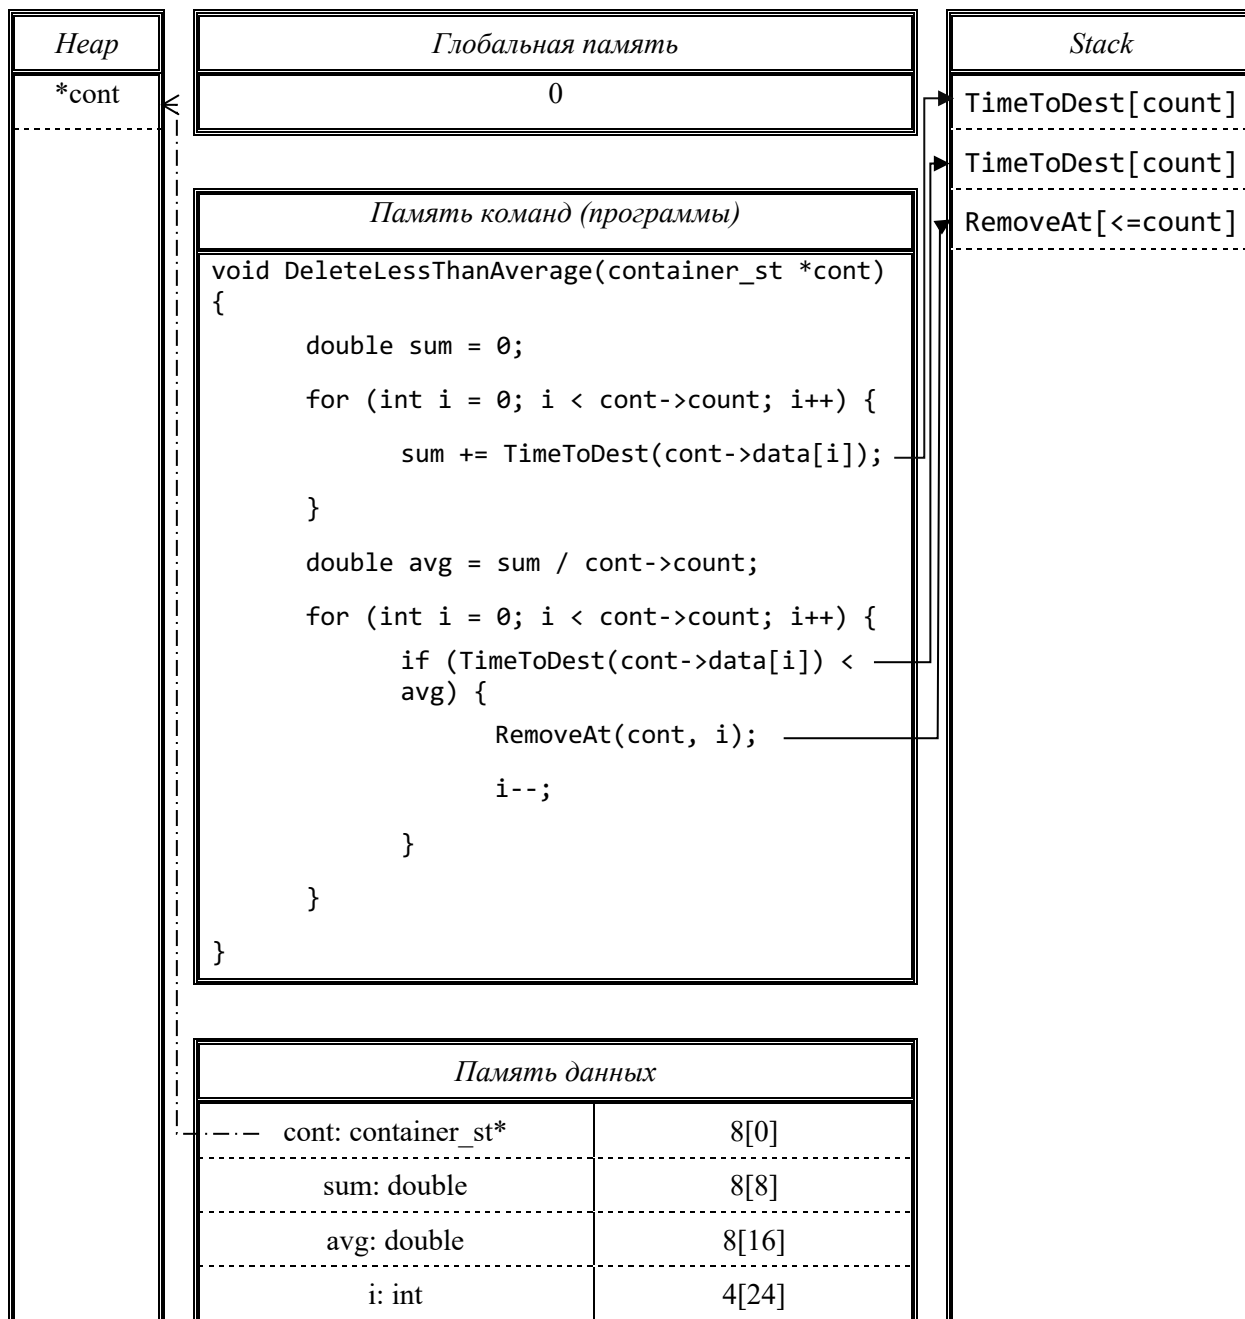 Heap
*cont
Глобальная память
0
Память команд (программы)
void DeleteLessThanAverage(container_st *cont)
{
double sum = 0;
for (int i = 0; i < cont->count; i++) {
sum += TimeToDest(cont->data[i]);
}
double avg = sum / cont->count;
for (int i = 0; i < cont->count; i++) {
if (TimeToDest(cont->data[i]) <
avg) {
RemoveAt(cont, i);
i--;
}
}
}
Память данных
cont: container_st* 8[0]
sum: double 8[8]
avg: double 8[16]
i: int 4[24]
Stack
TimeToDest[count]
TimeToDest[count]
RemoveAt[<=count]